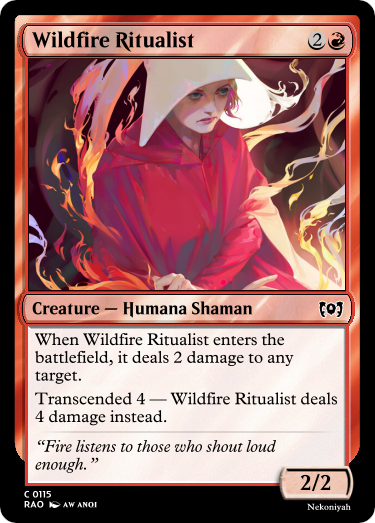 Wildfire Ritualist 2
Creature — Humana Shaman
When Wildfire Ritualist enters the
battlefield, it deals 2 damage to any
target.
Transcended 4 — Wildfire Ritualist deals
4 damage instead.
“Fire listens to those who shout loud
enough.”
2/2
C 0115
RAO AW ANOI
Nekoniyah